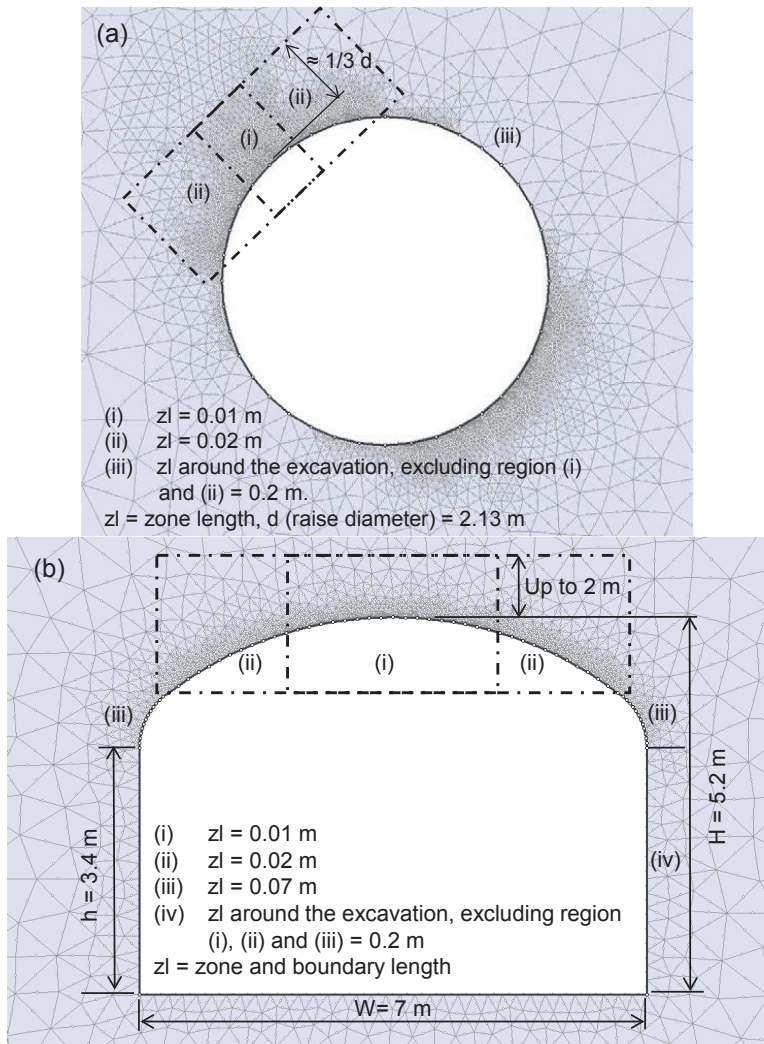 (a)
≈ 1/3 d
(ii)
(i)
(iii)
(ii)
(i) zl = 0.01 m
(ii) zl = 0.02 m
(iii) zl around the excavation, excluding region (i)
and (ii) = 0.2 m.
zl = zone length, d (raise diameter) = 2.13 m
(b)
Up to 2 m
(ii)
(i)
(ii)
(iii)
(iii)
h = 3.4 m
H = 5.2 m
(i) zl = 0.01 m
(ii) zl = 0.02 m
(iii) zl = 0.07 m
(iv)
(iv) zl around the excavation, excluding region
(i), (ii) and (iii) = 0.2 m
zl = zone and boundary length
W= 7 m